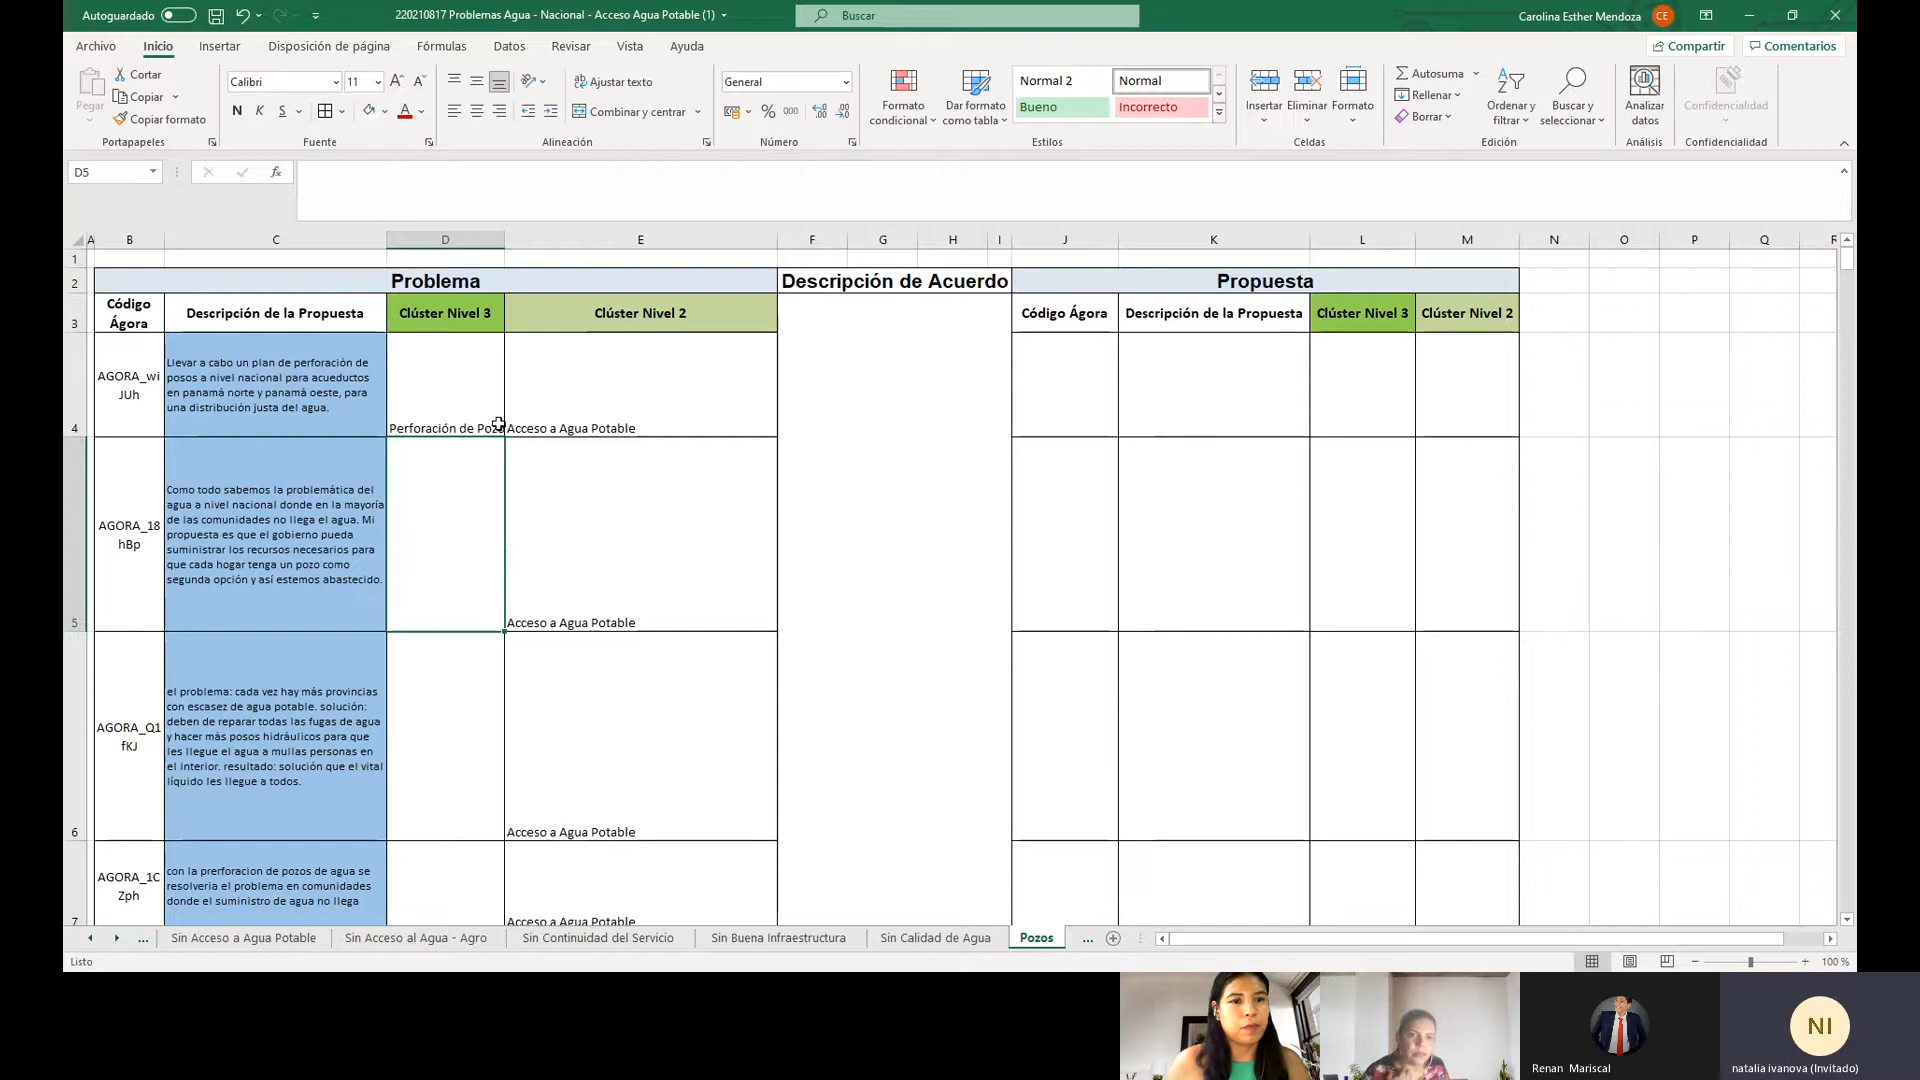 Autoguardado
220210817 Problemas Agua - Nacional - Acceso Agua Potable (1)
Buscar
Carolina Esther Mendoza
CE
Archivo
Inicio
Insertar
Disposición de página
Fórmulas
Datos
Revisar
Vista
Ayuda
Compartir
Comentarios
Pegar
Cortar
Copiar
Copiar formato
Portapapeles
Calibri
11
N K S
Fuente
Ajustar texto
Combinar y centrar
Alineación
General
% 000
Número
Formato
condicional
Dar formato
como tabla
Normal 2
Normal
Bueno
Incorrecto
Estilos
Insertar
Eliminar
Formato
Celdas
Autosuma
Rellenar
Borrar
Ordenar y
filtrar
Buscar y
seleccionar
Edición
Analizar
datos
Análisis
Confidencialidad
Confidencialidad
D5
fx
A B C D E F G H I J K L M N O P Q R
1
2
Problema
Descripción de Acuerdo
Propuesta
3
Código
Ágora
Descripción de la Propuesta
Clúster Nivel 3
Clúster Nivel 2
Código Ágora
Descripción de la Propuesta
Clúster Nivel 3
Clúster Nivel 2
4
AGORA_wi
JUh
Llevar a cabo un plan de perforación de
posos a nivel nacional para acueductos
en panamá norte y panamá oeste, para
una distribución justa del agua.
Perforación de Pozo
Acceso a Agua Potable
5
AGORA_18
hBp
Como todo sabemos la problemática del
agua a nivel nacional donde en la mayoría
de las comunidades no llega el agua. Mi
propuesta es que el gobierno pueda
suministrar los recursos necesarios para
que cada hogar tenga un pozo como
segunda opción y así estemos abastecido.
Acceso a Agua Potable
6
AGORA_Q1
fKJ
el problema: cada vez hay más provincias
con escasez de agua potable. solución:
deben de reparar todas las fugas de agua
y hacer más posos hidráulicos para que
les llegue el agua a mullas personas en
el interior. resultado: solución que el vital
líquido les llegue a todos.
Acceso a Agua Potable
7
AGORA_1C
Zph
con la prerforacion de pozos de agua se
resolveria el problema en comunidades
donde el suministro de agua no llega
Acceso a Agua Potable
...
Sin Acceso a Agua Potable
Sin Acceso al Agua - Agro
Sin Continuidad del Servicio
Sin Buena Infraestructura
Sin Calidad de Agua
Pozos
...
Listo
100 %
Renan Mariscal
NI
natalia ivanova (Invitado)